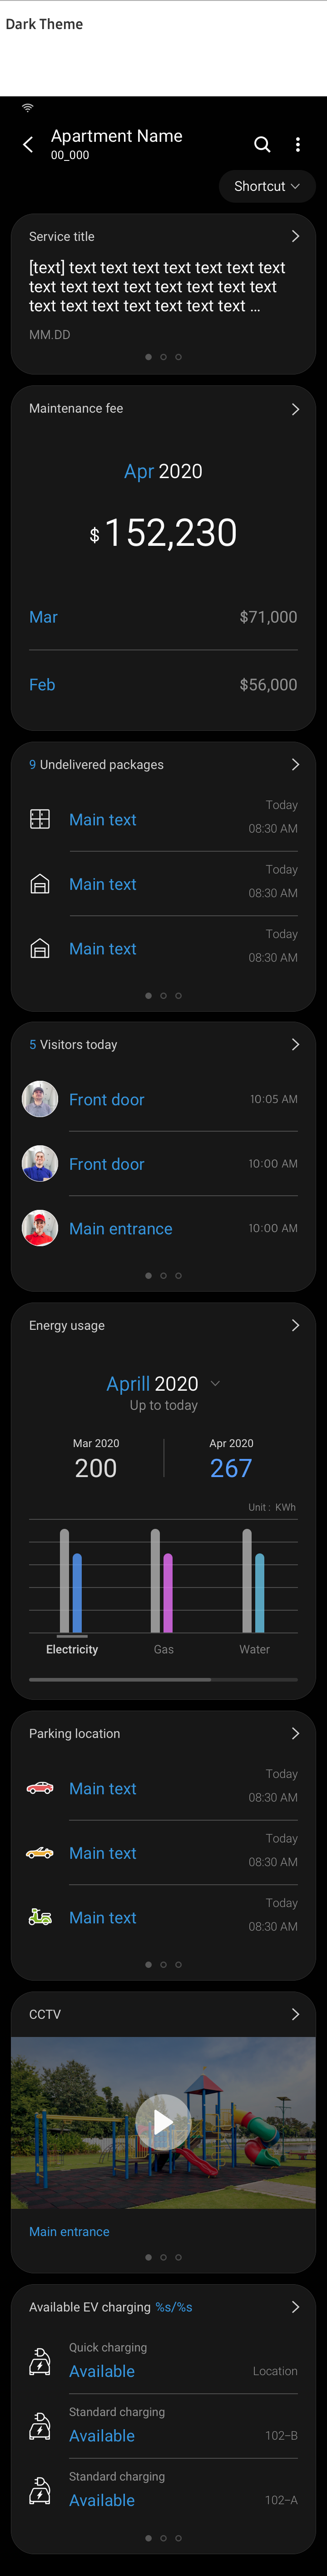 Dark Theme
Apartment Name
00_000
Shortcut
Service title
[text] text text text text text text text
text text text text text text text text
text text text text text text text ...
MM.DD
Maintenance fee
Apr 2020
$ 152,230
Mar $71,000
Feb $56,000
9 Undelivered packages
Today
Main text
08:30 AM
Today
Main text
08:30 AM
Today
Main text
08:30 AM
5 Visitors today
Front door 10:05 AM
Front door 10:00 AM
Main entrance 10:00 AM
Energy usage
Aprill 2020
Up to today
Mar 2020 Apr 2020
200 267
Unit : KWh
Electricity Gas Water
Parking location
Today
Main text
08:30 AM
Today
Main text
08:30 AM
Today
Main text
08:30 AM
CCTV
Main entrance
Available EV charging %s/%s
Quick charging
Available Location
Standard charging
Available 102-B
Standard charging
Available 102-A